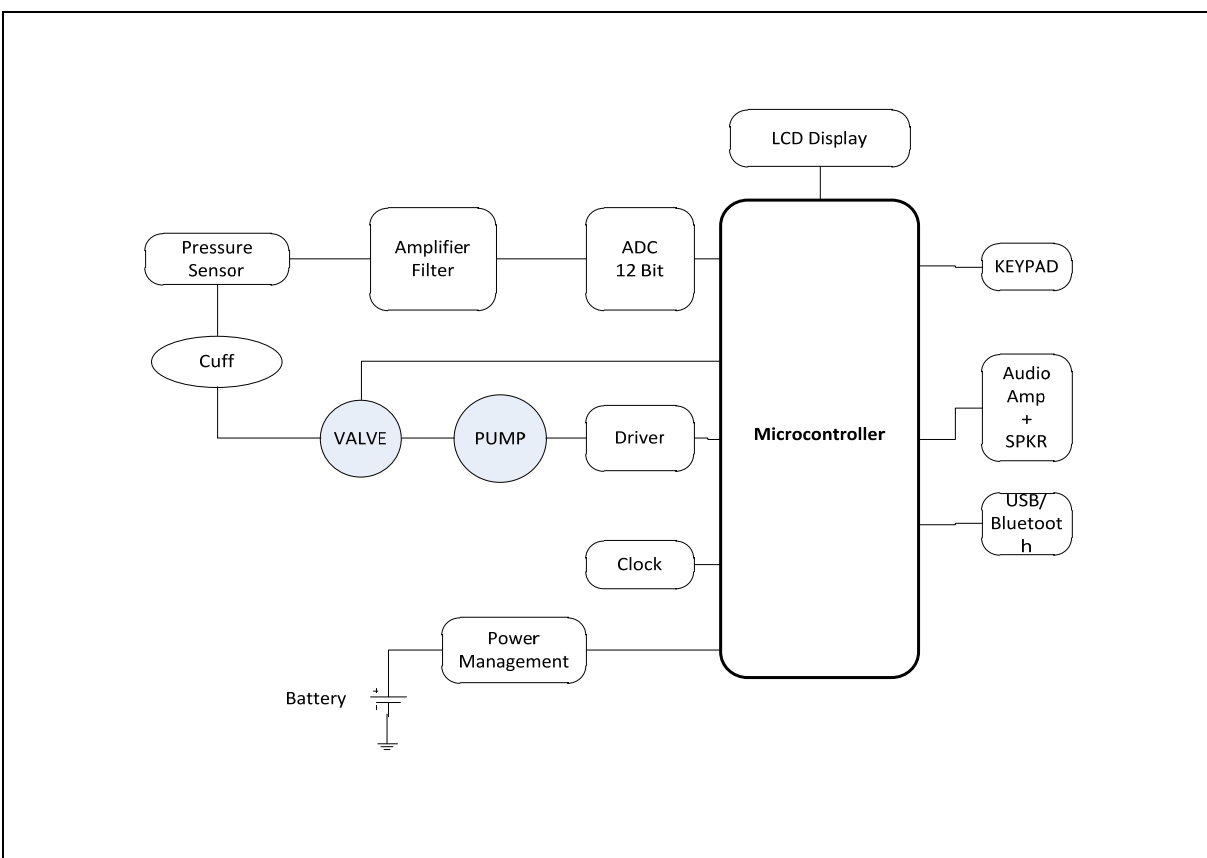 LCD Display
Pressure
Sensor
Amplifier
Filter
ADC
12 Bit
KEYPAD
Cuff
Audio
Amp
+
SPKR
VALVE
PUMP
Driver
Microcontroller
USB/
Bluetoot
h
Clock
Power
Management
Battery
+
-